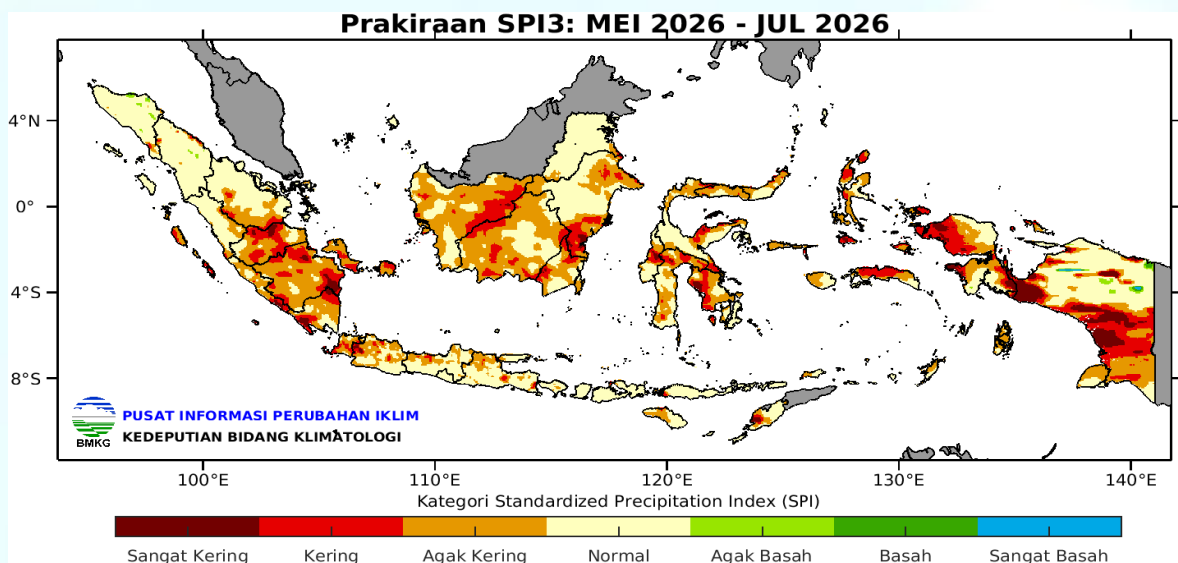 Prakiraan SPI3: MEI 2026 - JUL 2026
4°N
0°
4°S
8°S
PUSAT INFORMASI PERUBAHAN IKLIM
KEDEPUTIAN BIDANG KLIMATOLOGI
BMKG
100°E 110°E 120°E 130°E 140°E
Kategori Standardized Precipitation Index (SPI)
Sangat Kering Kering Agak Kering Normal Agak Basah Basah Sangat Basah